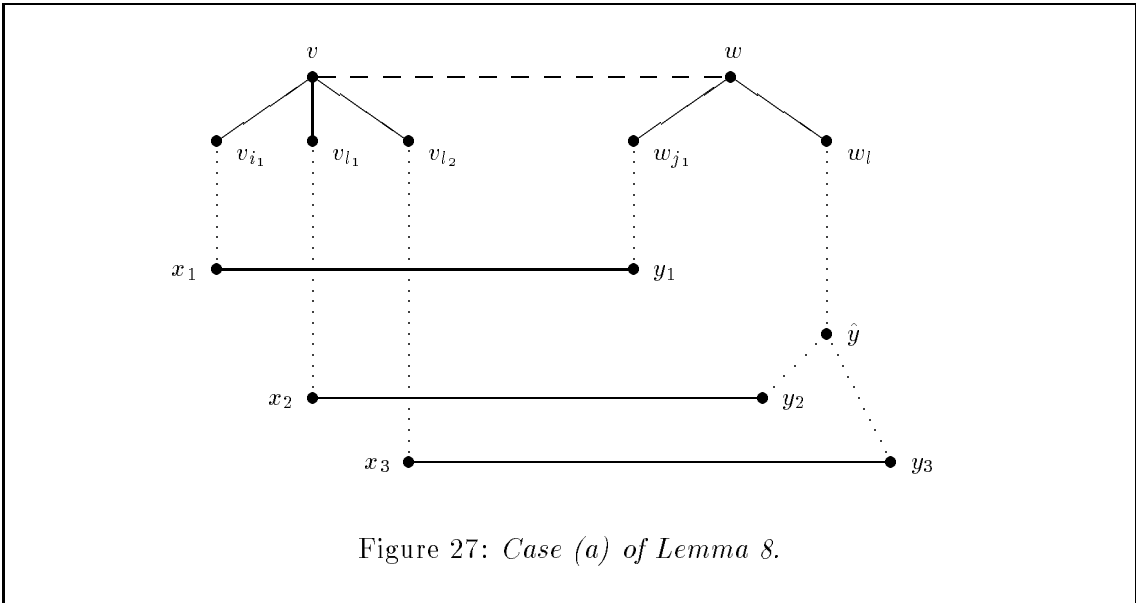 v w
v_{i_1} v_{l_1} v_{l_2} w_{j_1} w_l
x_1 y_1
ŷ
x_2 y_2
x_3 y_3
Figure 27: Case (a) of Lemma 8.